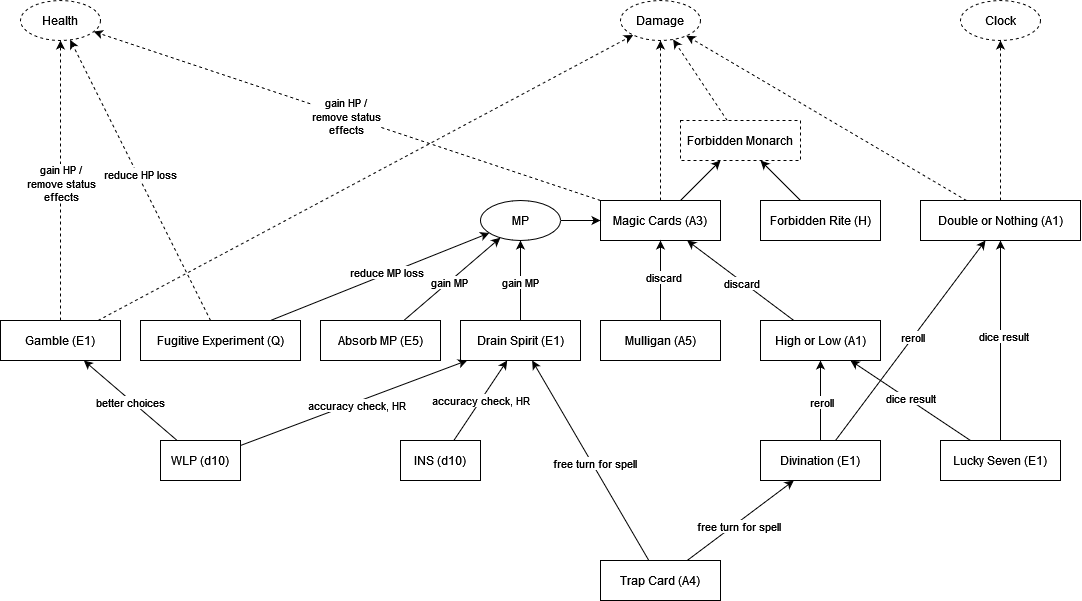 Health
Damage
Clock
gain HP /
remove status
effects
Forbidden Monarch
gain HP /
remove status
effects
reduce HP loss
MP
Magic Cards (A3)
Forbidden Rite (H)
Double or Nothing (A1)
reduce MP loss
gain MP
gain MP
discard
discard
Gamble (E1)
Fugitive Experiment (Q)
Absorb MP (E5)
Drain Spirit (E1)
Mulligan (A5)
High or Low (A1)
reroll
dice result
better choices
accuracy check, HR
accuracy check, HR
reroll
dice result
WLP (d10)
INS (d10)
free turn for spell
Divination (E1)
Lucky Seven (E1)
free turn for spell
Trap Card (A4)